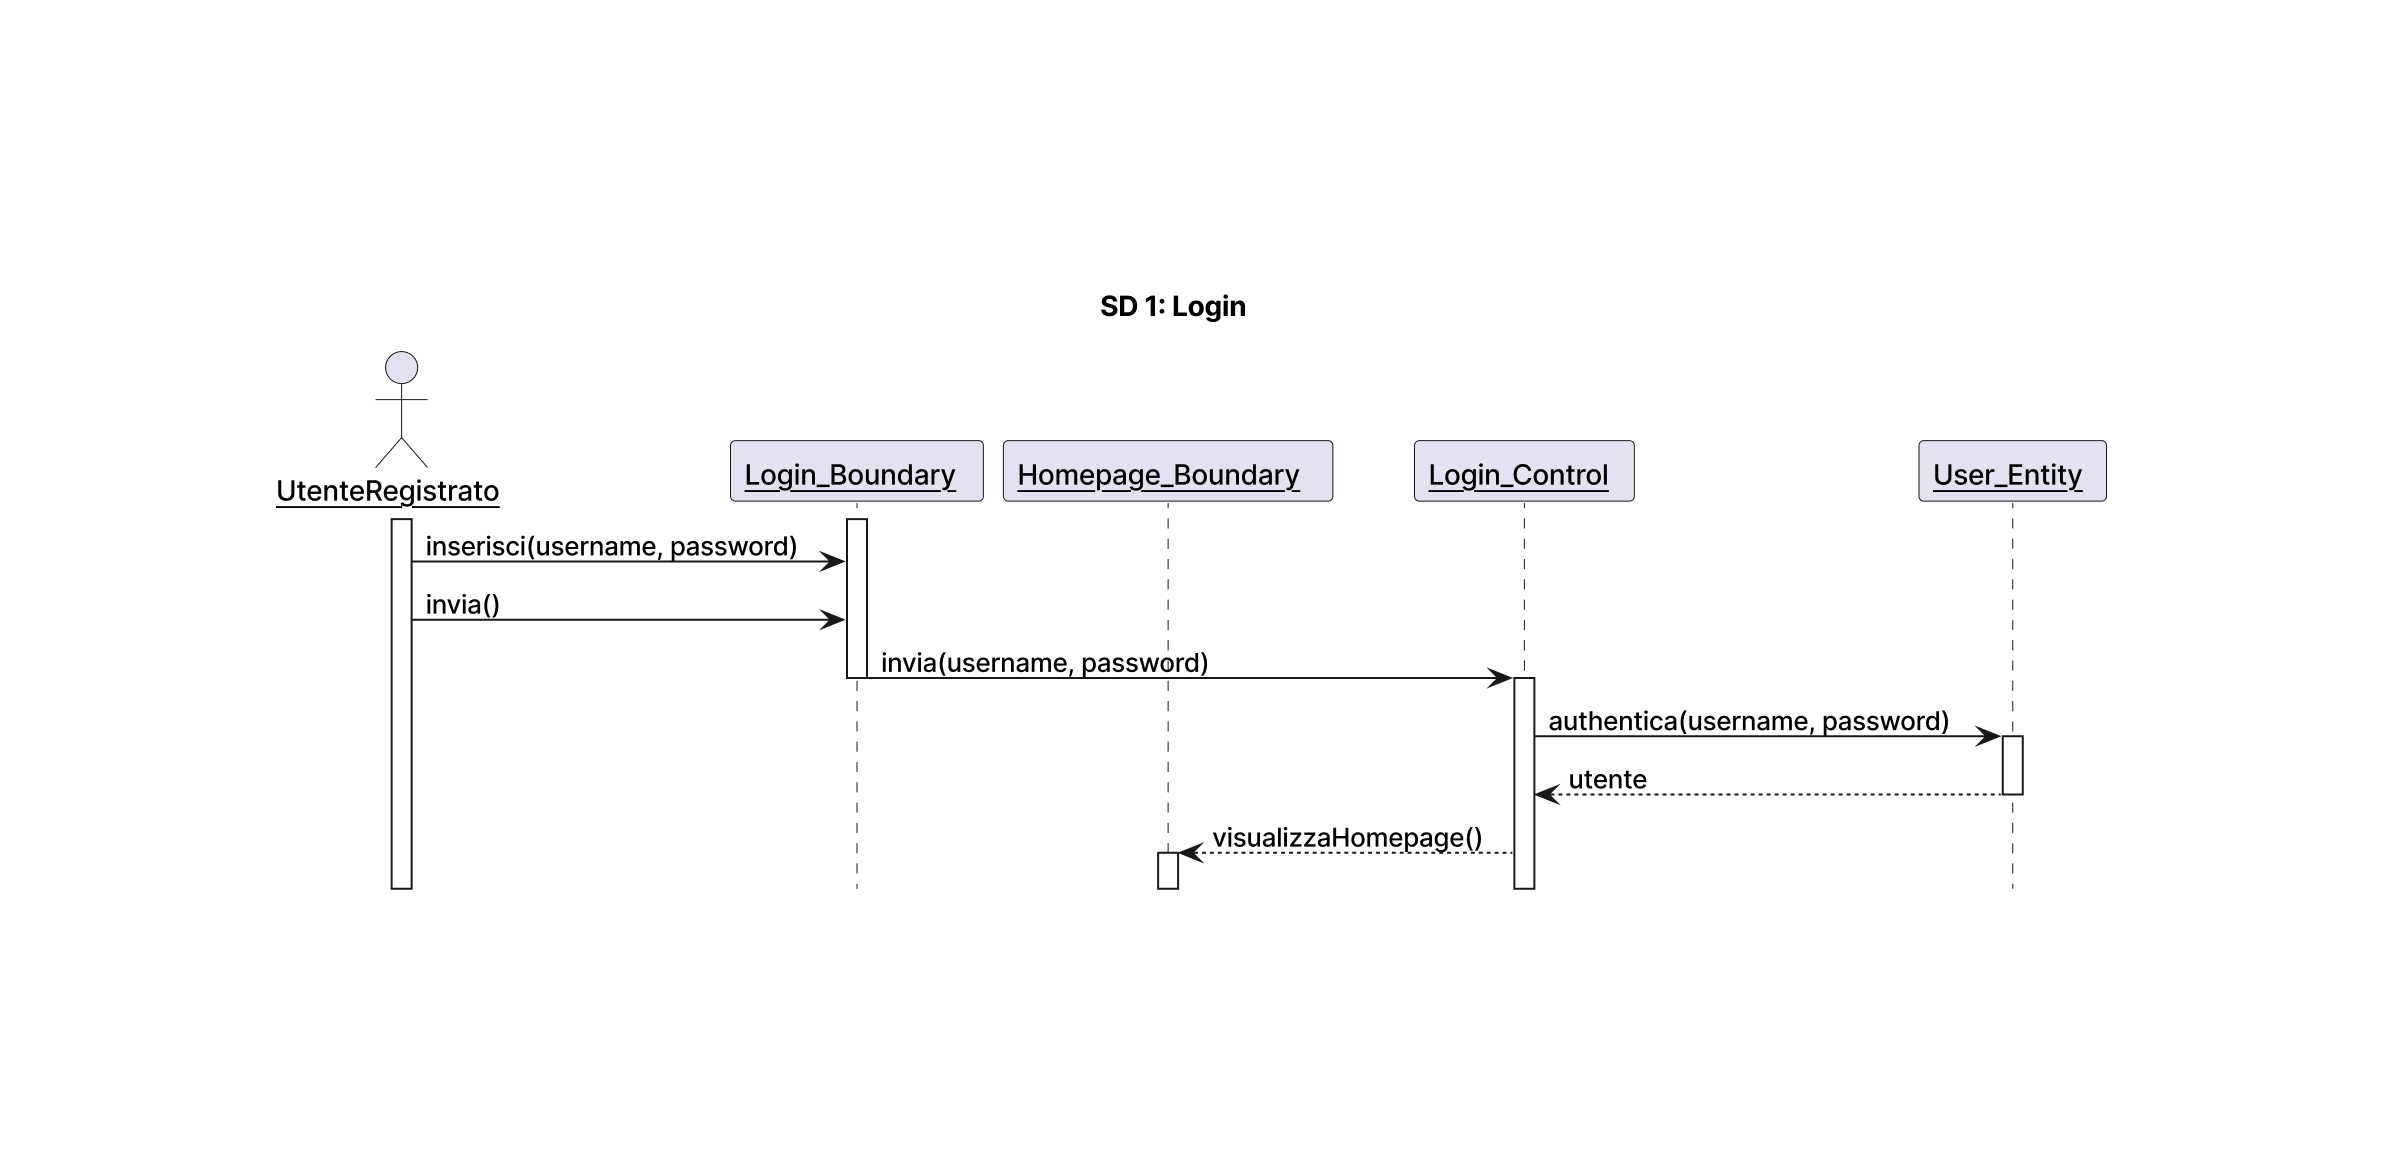 SD 1: Login
UtenteRegistrato
Login_Boundary
Homepage_Boundary
Login_Control
User_Entity
inserisci(username, password)
invia()
invia(username, password)
authentica(username, password)
utente
visualizzaHomepage()